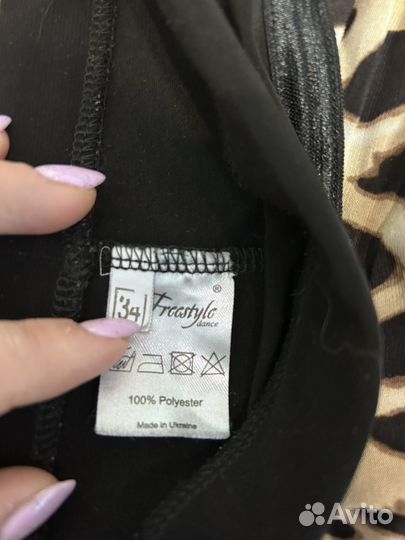 34
Freestyle ®
dance
100% Polyester
Made in Ukraine
Avito